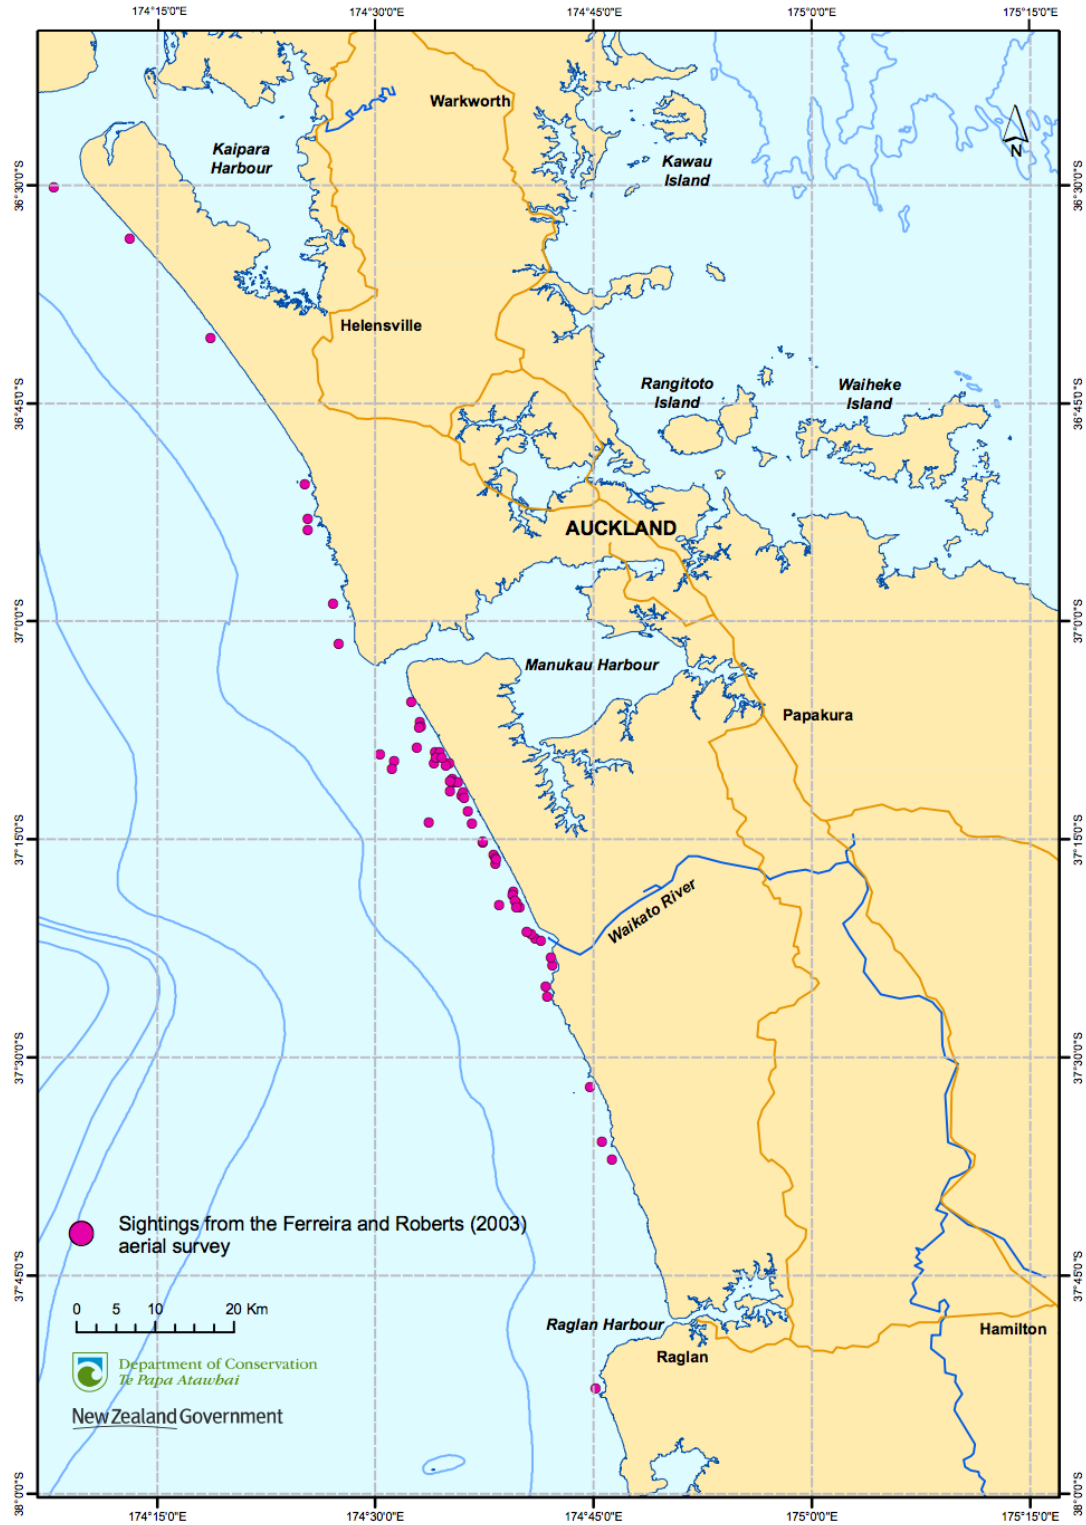 174°15'0"E 174°30'0"E 174°45'0"E 175°0'0"E 175°15'0"E
Warkworth
Kaipara
Harbour
Kawau
Island
N
36°30'0"S 36°30'0"S
Helensville
Rangitoto
Island
Waiheke
Island
36°45'0"S 36°45'0"S
AUCKLAND
37°0'0"S 37°0'0"S
Manukau Harbour
Papakura
37°15'0"S 37°15'0"S
Waikato River
37°30'0"S 37°30'0"S
Sightings from the Ferreira and Roberts (2003)
aerial survey
37°45'0"S 37°45'0"S
0 5 10 20 Km
Raglan Harbour
Hamilton
Raglan
Department of Conservation
Te Papa Atawbai
New Zealand Government
38°0'0"S 38°0'0"S
174°15'0"E 174°30'0"E 174°45'0"E 175°0'0"E 175°15'0"E